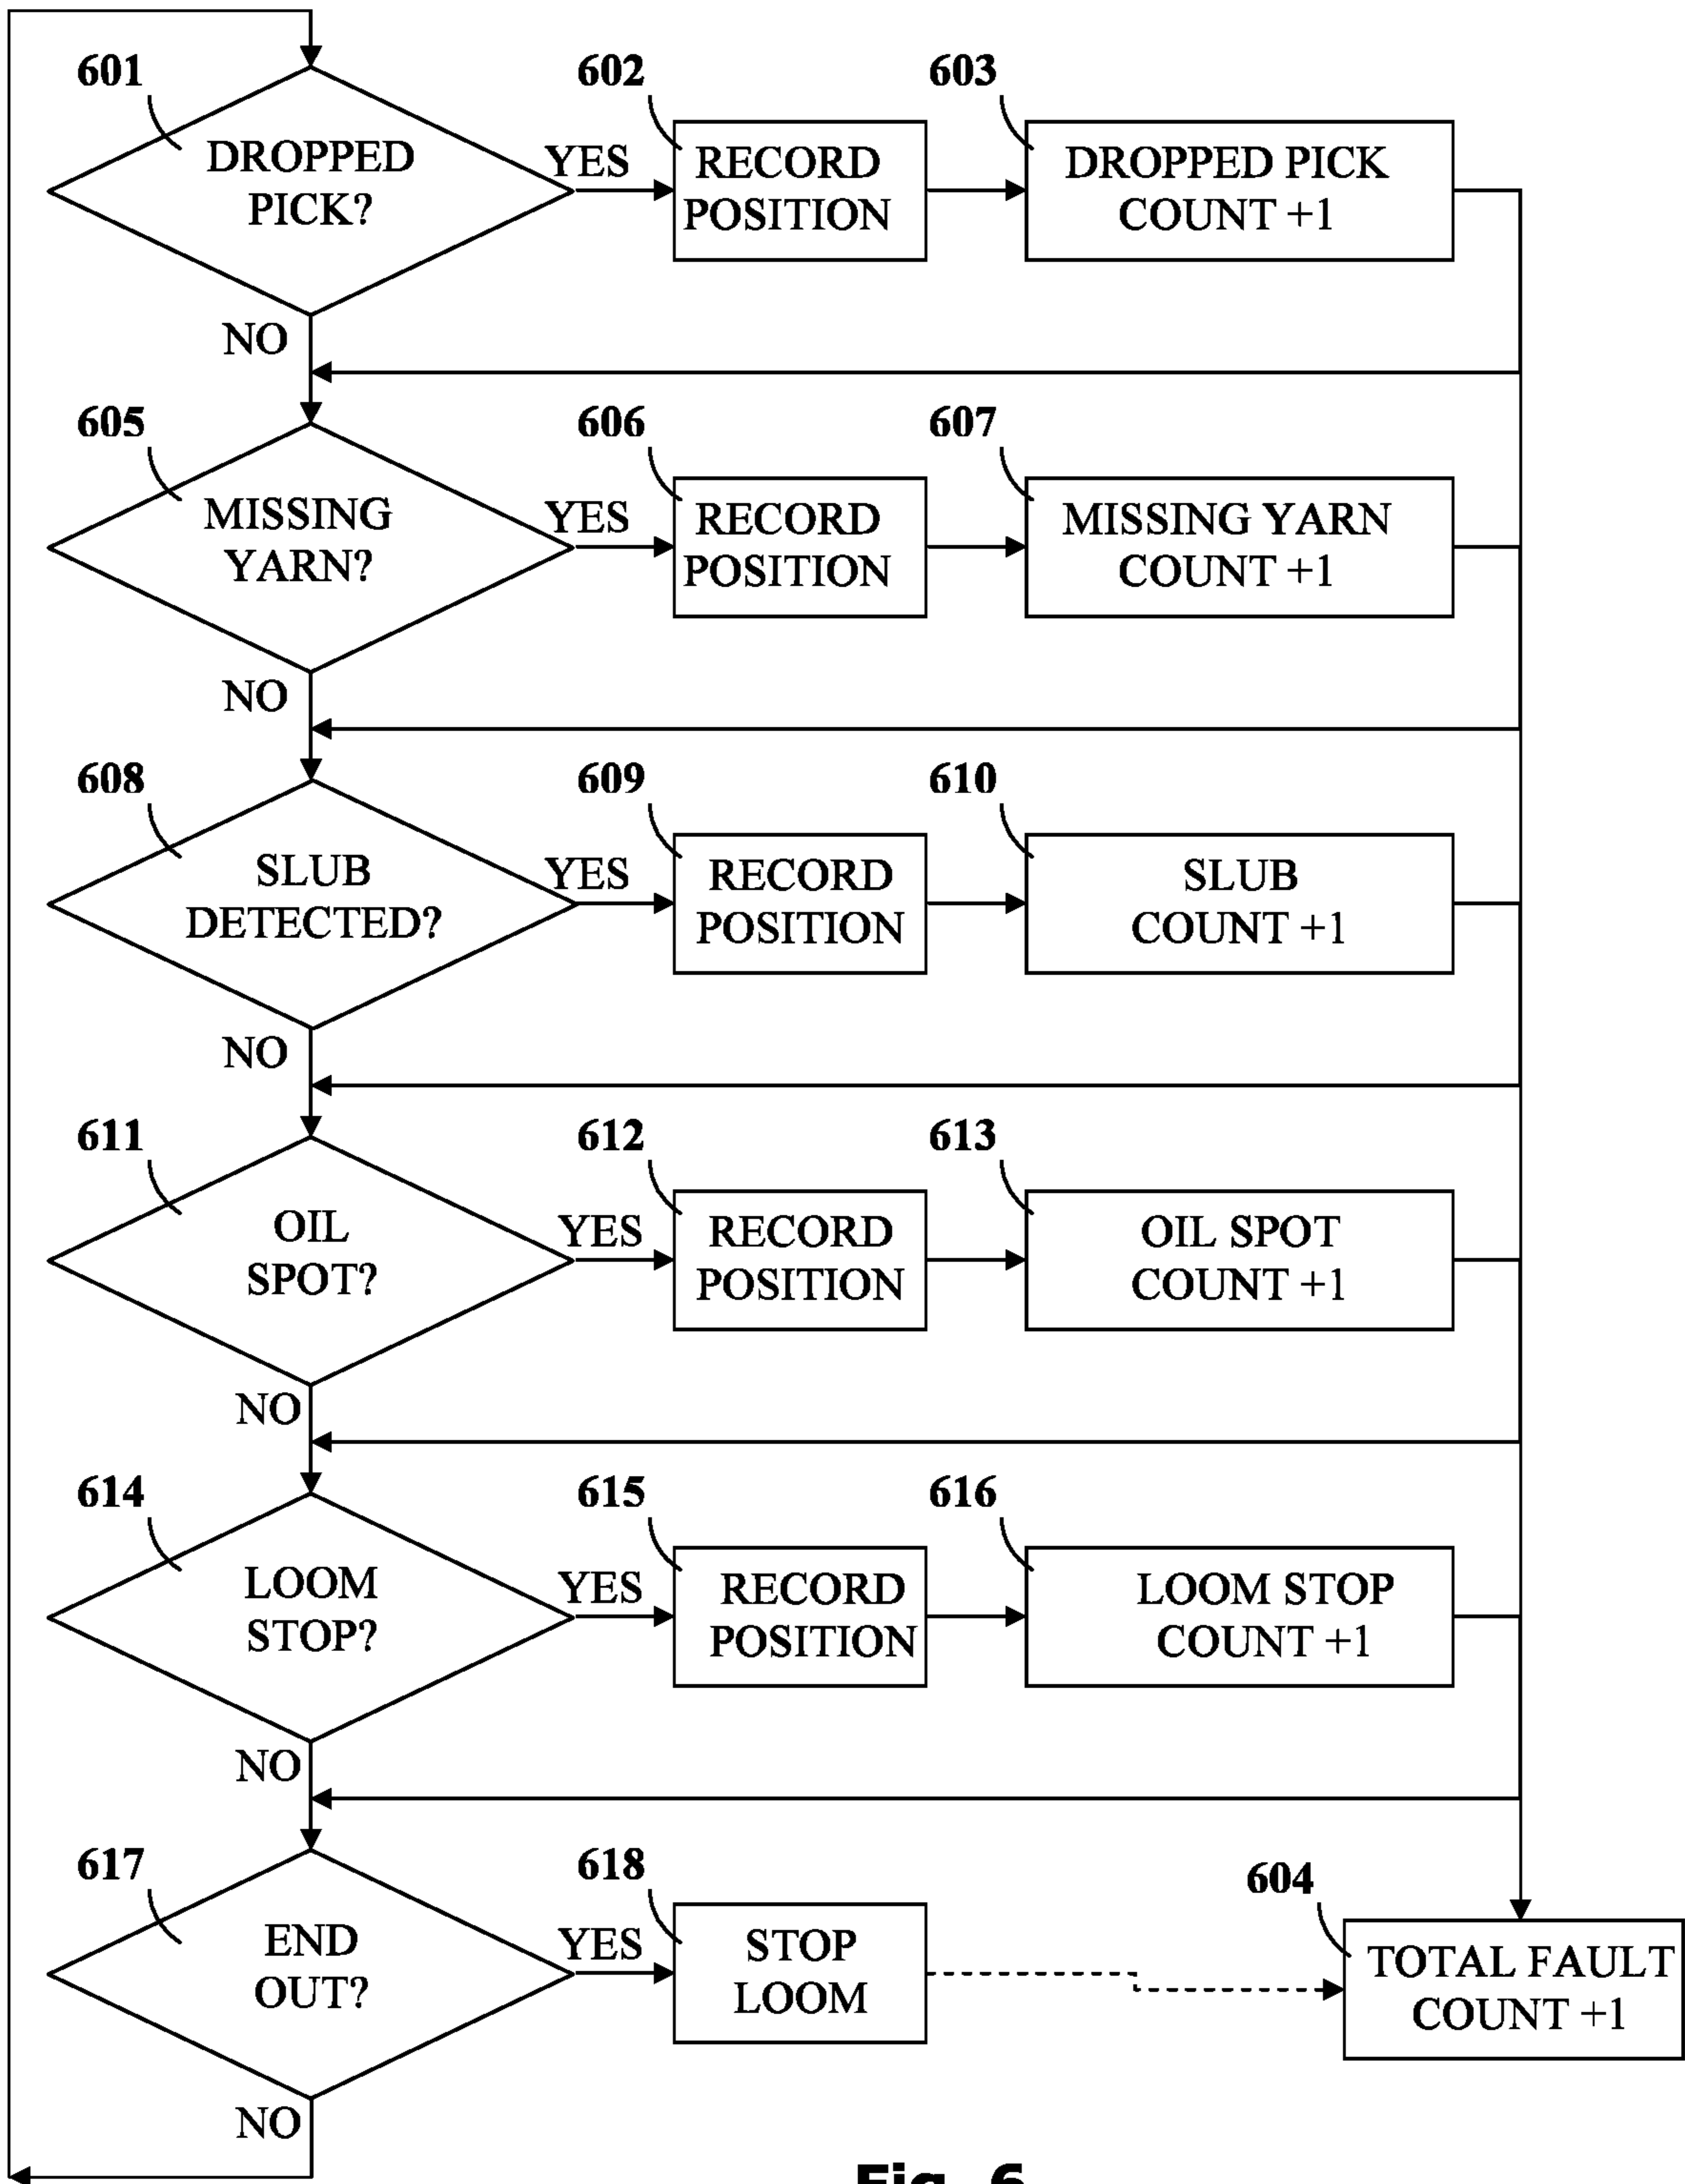 601
602
603
DROPPED
PICK?
YES
RECORD
POSITION
DROPPED PICK
COUNT +1
NO
605
606
607
MISSING
YARN?
YES
RECORD
POSITION
MISSING YARN
COUNT +1
NO
608
609
610
SLUB
DETECTED?
YES
RECORD
POSITION
SLUB
COUNT +1
NO
611
612
613
OIL
SPOT?
YES
RECORD
POSITION
OIL SPOT
COUNT +1
NO
614
615
616
LOOM
STOP?
YES
RECORD
POSITION
LOOM STOP
COUNT +1
NO
617
618
604
END
OUT?
YES
STOP
LOOM
TOTAL FAULT
COUNT +1
NO
Fig. 6